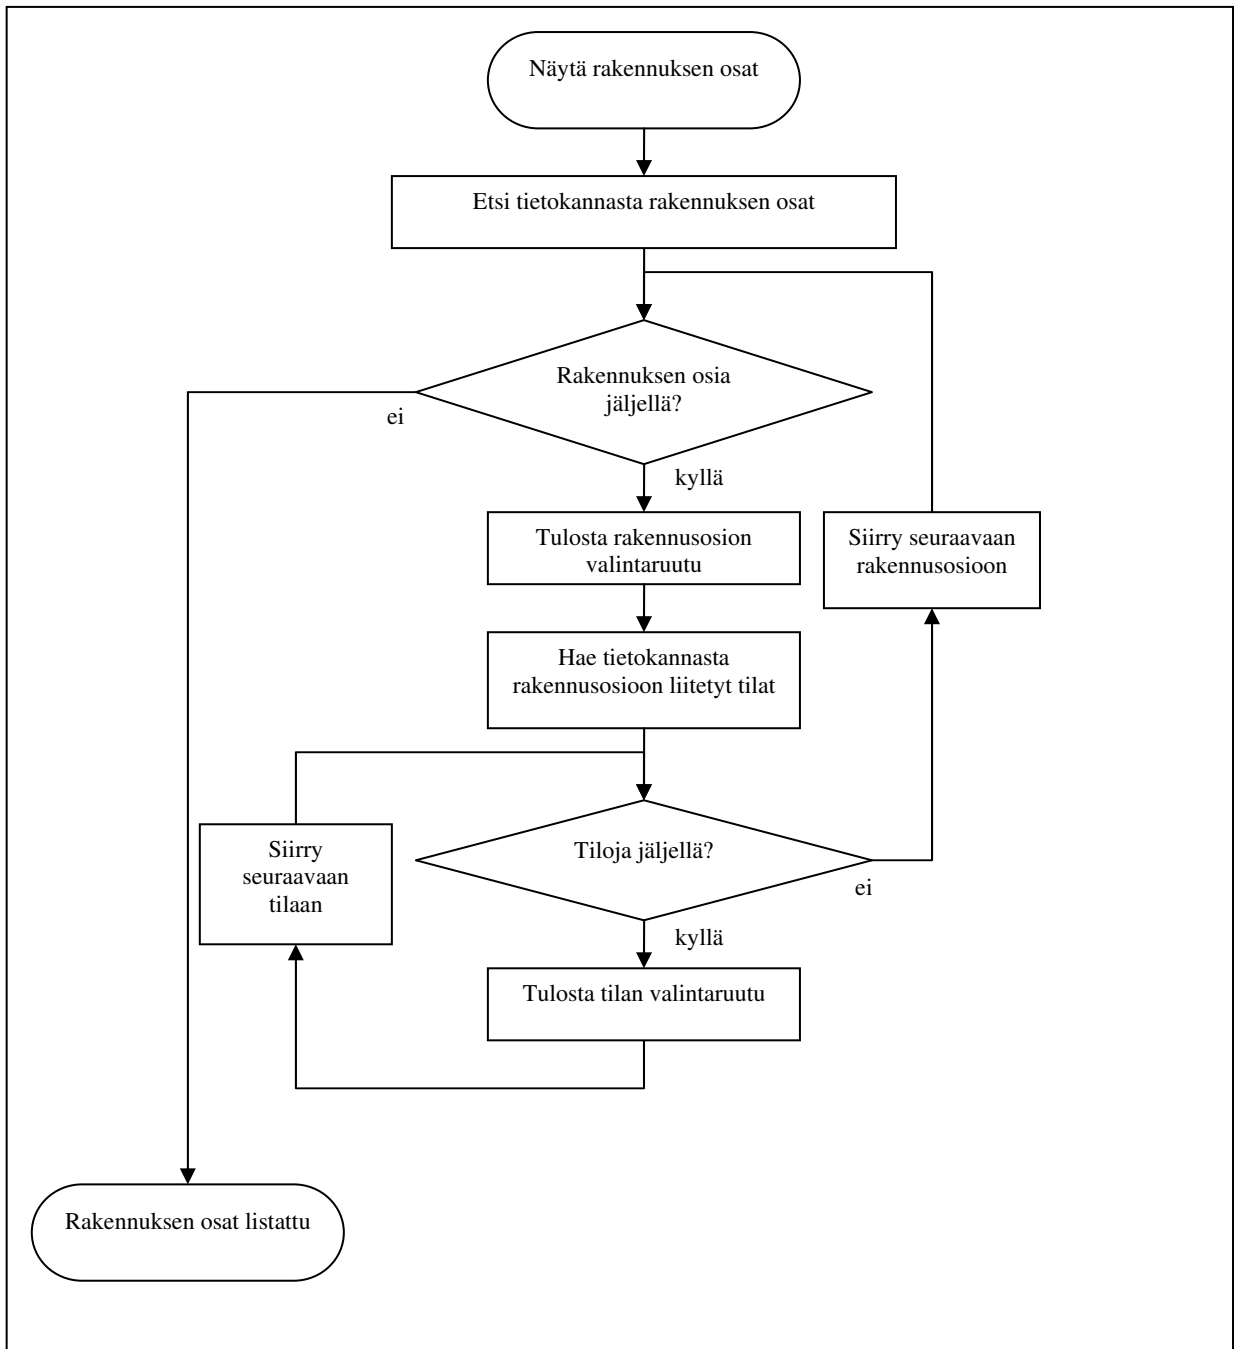 Näytä rakennuksen osat
Etsi tietokannasta rakennuksen osat
Rakennuksen osia
jäljellä?
ei
kyllä
Tulosta rakennusosion
valintaruutu
Siirry seuraavaan
rakennusosioon
Hae tietokannasta
rakennusosioon liitetyt tilat
Siirry
seuraavaan
tilaan
Tiloja jäljellä?
ei
kyllä
Tulosta tilan valintaruutu
Rakennuksen osat listattu